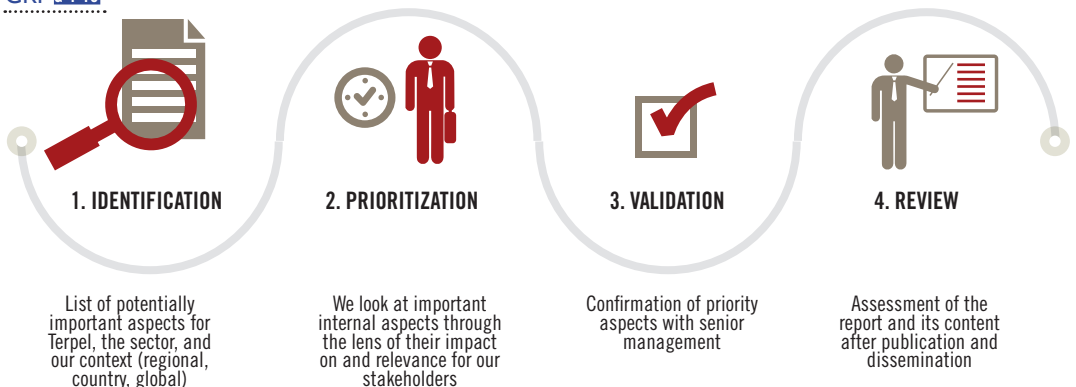 1. IDENTIFICATION
2. PRIORITIZATION
3. VALIDATION
4. REVIEW
List of potentially
important aspects for
Terpel, the sector, and
our context (regional,
country, global)
We look at important
internal aspects through
the lens of their impact
on and relevance for our
stakeholders
Confirmation of priority
aspects with senior
management
Assessment of the
report and its content
after publication and
dissemination